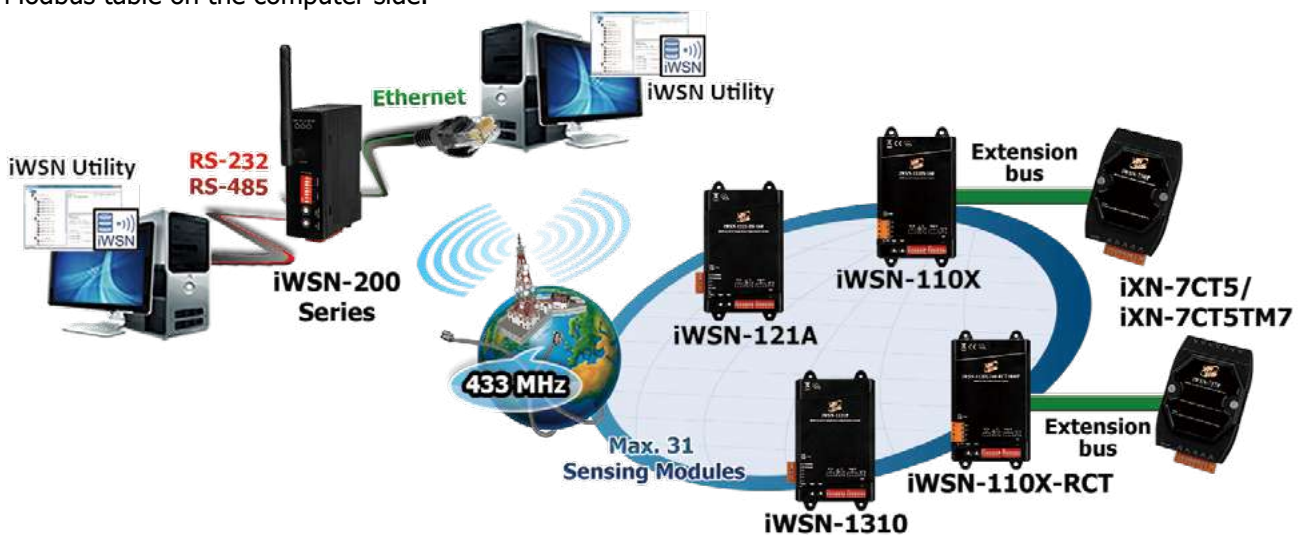 Modbus table on the computer side.
Ethernet
iWSN
iWSN Utility
iWSN Utility
iWSN
RS-232
RS-485
iWSN-200
Series
Extension
bus
iWSN-110X
iXN-7CT5/
iXN-7CT5TM7
iWSN-121A
433 MHz
Max. 31
Sensing Modules
Extension
bus
iWSN-110X-RCT
iWSN-1310